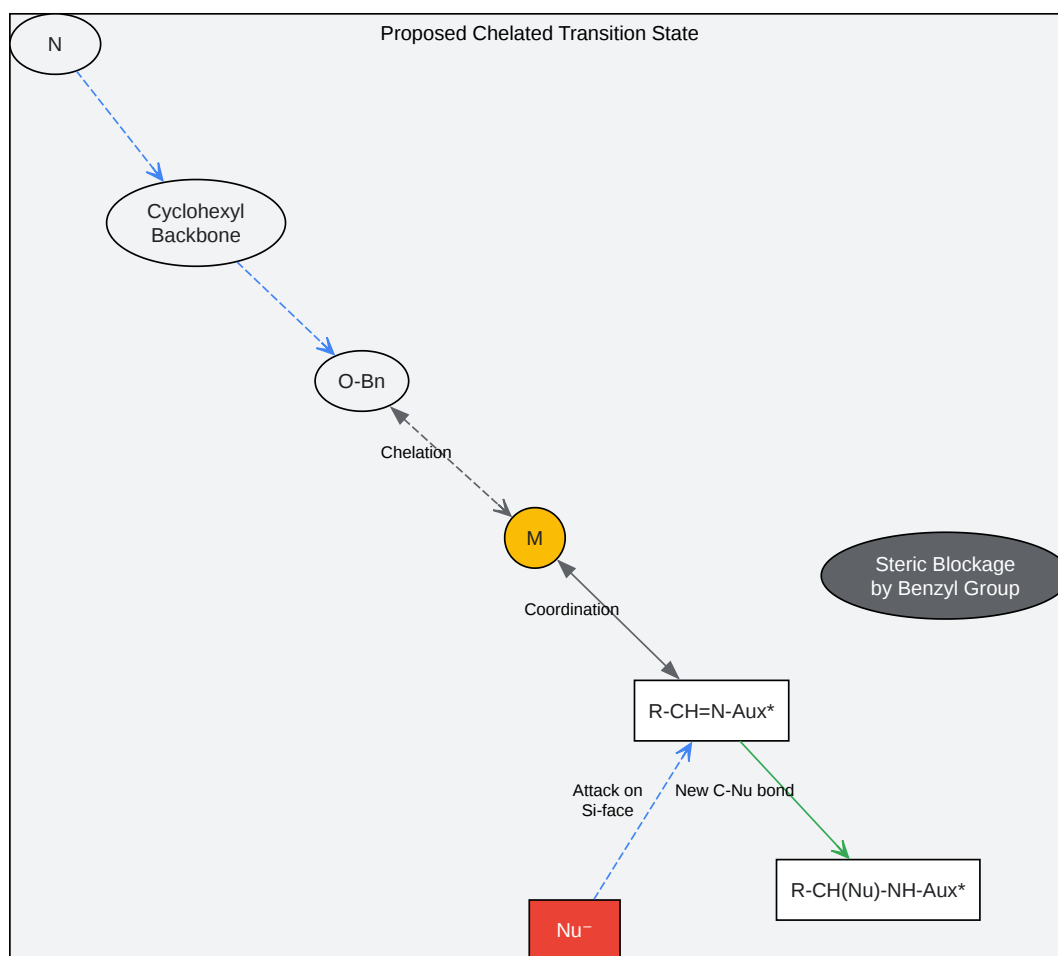 Proposed Chelated Transition State
N
Cyclohexyl
Backbone
O-Bn
Chelation
M
Steric Blockage
by Benzyl Group
Coordination
R-CH=N-Aux*
Attack on
Si-face
New C-Nu bond
R-CH(Nu)-NH-Aux*
Nu⁻